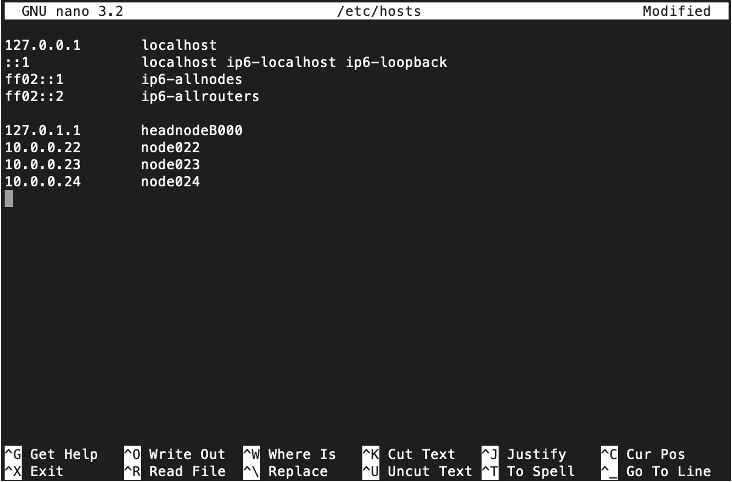 GNU nano 3.2 /etc/hosts Modified
127.0.0.1 localhost
::1 localhost ip6-localhost ip6-loopback
ff02::1 ip6-allnodes
ff02::2 ip6-allrouters
127.0.1.1 headnodeB000
10.0.0.22 node022
10.0.0.23 node023
10.0.0.24 node024
^G Get Help ^O Write Out ^W Where Is ^K Cut Text ^J Justify ^C Cur Pos
^X Exit ^R Read File ^\ Replace ^U Uncut Text ^T To Spell ^_ Go To Line